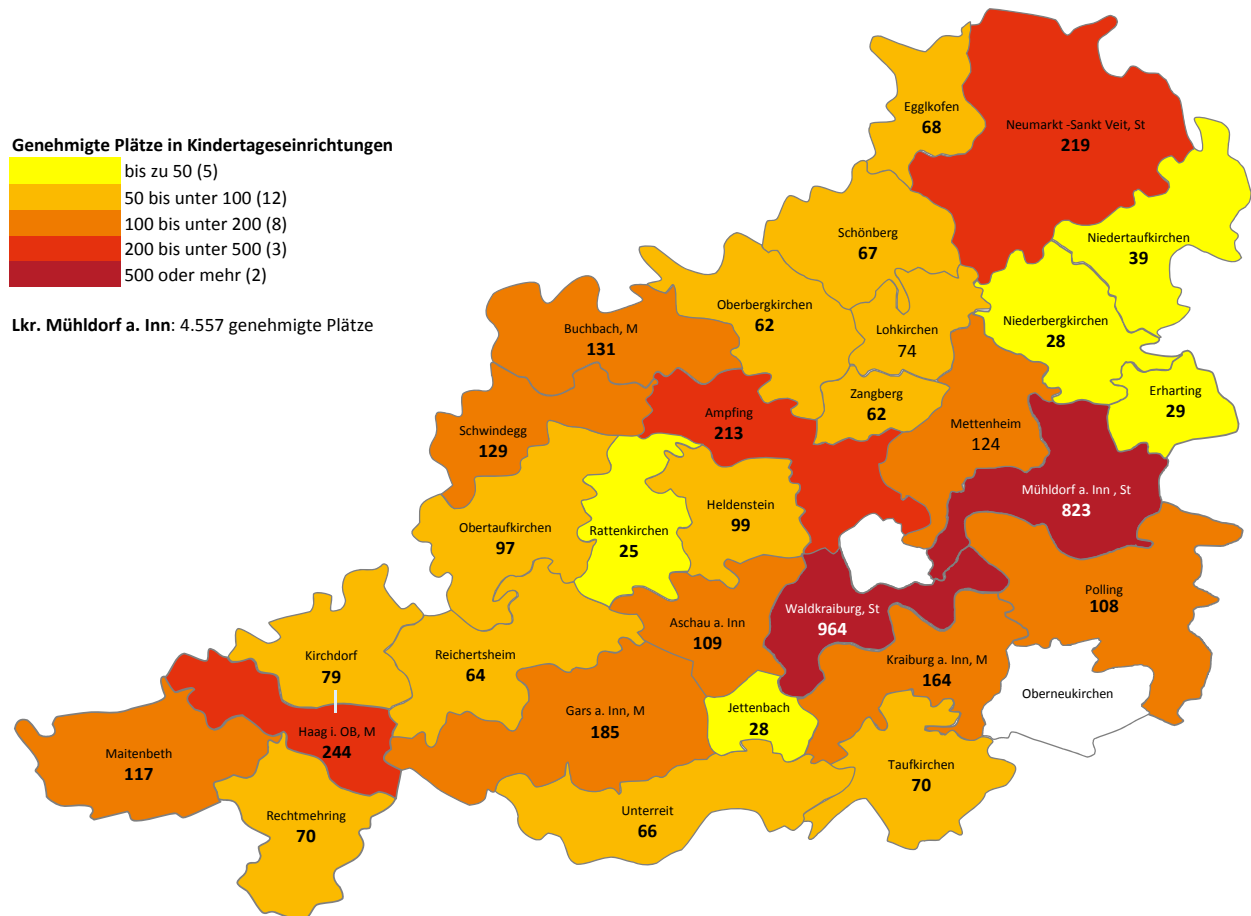 Genehmigte Plätze in Kindertageseinrichtungen
bis zu 50 (5)
50 bis unter 100 (12)
100 bis unter 200 (8)
200 bis unter 500 (3)
500 oder mehr (2)
Lkr. Mühldorf a. Inn: 4.557 genehmigte Plätze
Egglkofen
68
Neumarkt -Sankt Veit, St
219
Niedertaufkirchen
39
Schönberg
67
Oberbergkirchen
62
Lohkirchen
74
Niederbergkirchen
28
Buchbach, M
131
Zangberg
62
Erharting
29
Ampfing
213
Mettenheim
124
Schwindegg
129
Mühldorf a. Inn , St
823
Heldenstein
99
Obertaufkirchen
97
Rattenkirchen
25
Polling
108
Waldkraiburg, St
964
Aschau a. Inn
109
Kirchdorf
79
Reichertsheim
64
Kraiburg a. Inn, M
164
Oberneukirchen
Gars a. Inn, M
185
Jettenbach
28
Haag i. OB, M
244
Maitenbeth
117
Taufkirchen
70
Rechtmehring
70
Unterreit
66